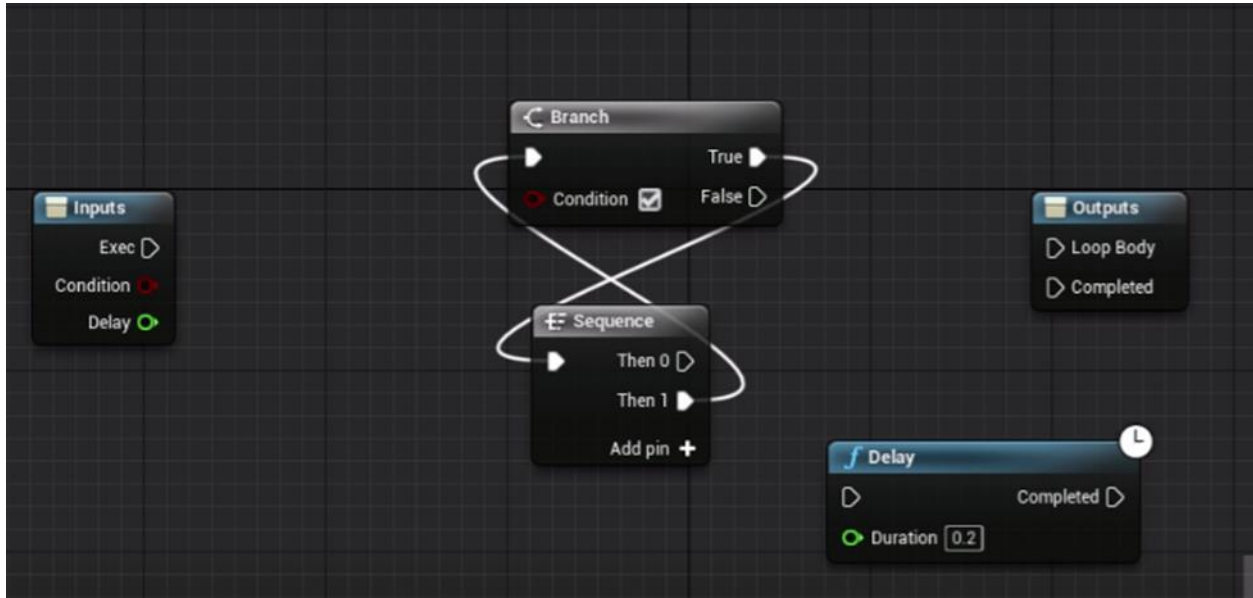 Branch
True
Condition False
Inputs
Exec
Condition
Delay
Outputs
Loop Body
Completed
Sequence
Then 0
Then 1
Add pin
f Delay
Completed
Duration 0.2